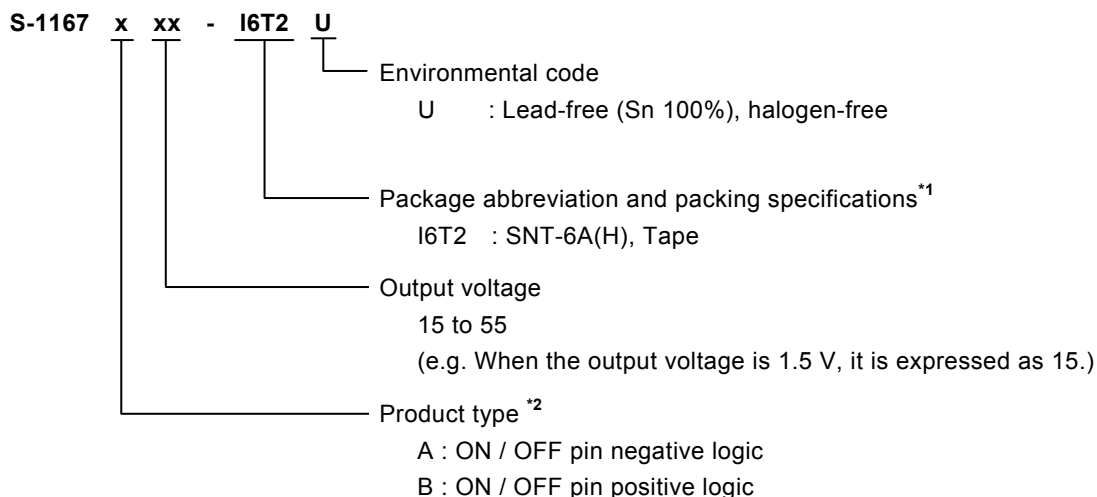 S-1167 x xx - I6T2 U
Environmental code
U : Lead-free (Sn 100%), halogen-free
Package abbreviation and packing specifications*1
I6T2 : SNT-6A(H), Tape
Output voltage
15 to 55
(e.g. When the output voltage is 1.5 V, it is expressed as 15.)
Product type *2
A : ON / OFF pin negative logic
B : ON / OFF pin positive logic